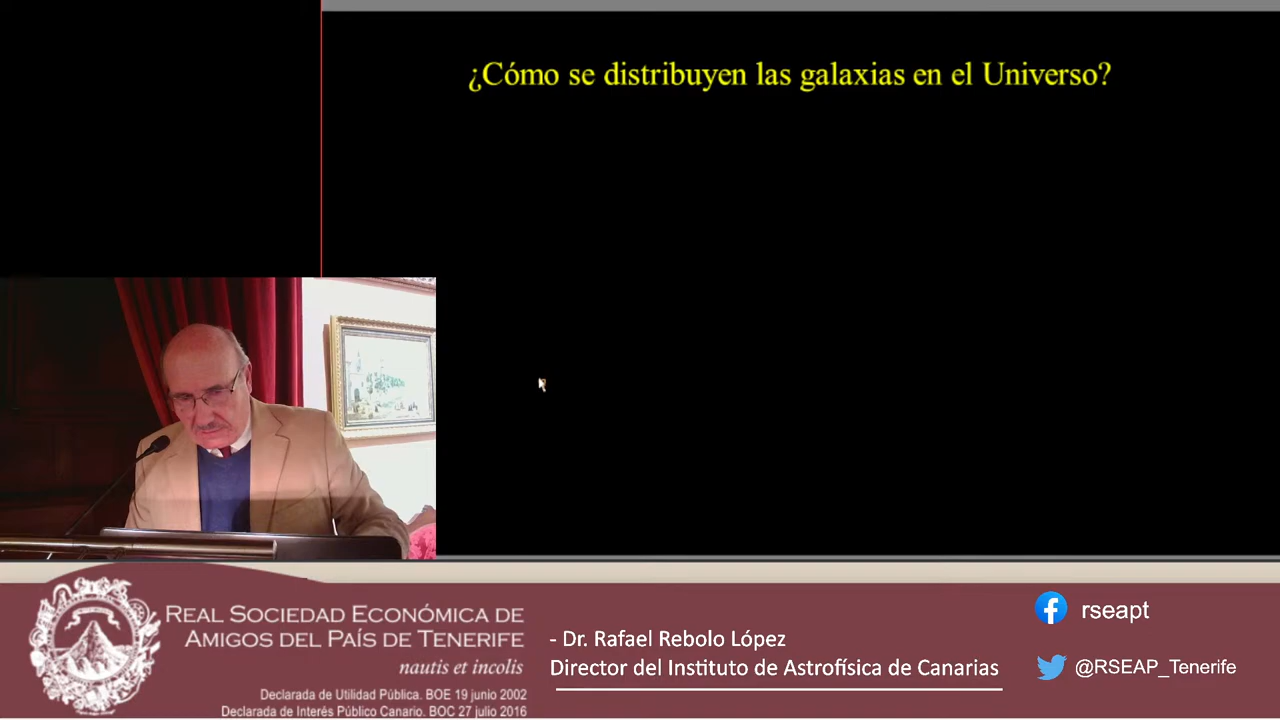 ¿Cómo se distribuyen las galaxias en el Universo?
REAL SOCIEDAD ECONÓMICA DE
AMIGOS DEL PAÍS DE TENERIFE
nautis et incolis
Declarada de Utilidad Pública. BOE 19 junio 2002
Declarada de Interés Público Canario. BOC 27 julio 2016
- Dr. Rafael Rebolo López
Director del Instituto de Astrofísica de Canarias
rseapt
@RSEAP_Tenerife